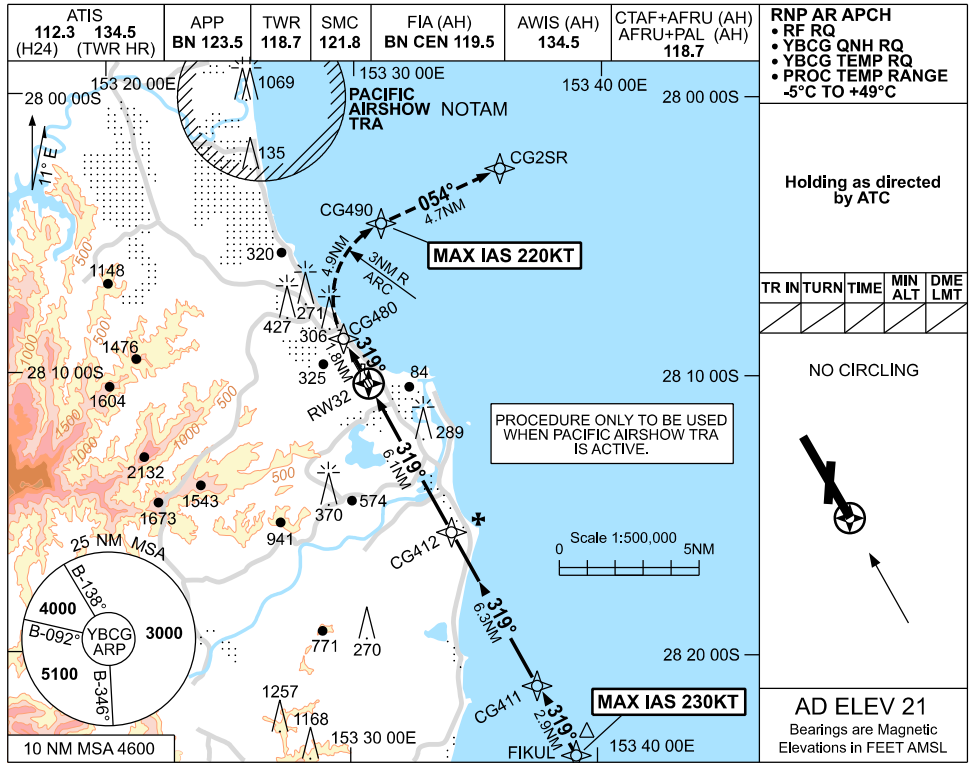 ATIS
112.3 134.5
(H24) (TWR HR)
APP
BN 123.5
TWR
118.7
SMC
121.8
FIA (AH)
BN CEN 119.5
AWIS (AH)
134.5
CTAF+AFRU (AH)
AFRU+PAL (AH)
118.7
RNP AR APCH
• RF RQ
• YBCG QNH RQ
• YBCG TEMP RQ
• PROC TEMP RANGE
-5°C TO +49°C
153 20 00E
153 30 00E
153 40 00E
28 00 00S
28 00 00S
1069
PACIFIC
AIRSHOW NOTAM
TRA
11° E
135
CG2SR
054°
4.7NM
CG490
MAX IAS 220KT
Holding as directed
by ATC
320
4.9NM
3NM R
ARC
500
1148
271
427
306
CG480
TR IN
TURN
TIME
MIN
ALT
DME
LMT
1000
500
1476
319°
1.8NM
325
84
28 10 00S
28 10 00S
NO CIRCLING
1604
RW32
500
1500
1000
1000
289
PROCEDURE ONLY TO BE USED
WHEN PACIFIC AIRSHOW TRA
IS ACTIVE.
319°
6.1NM
2132
500
1543
370
574
1673
941
CG412
25 NM MSA
Scale 1:500,000
0
5NM
B-138°
4000
3000
B-092°
YBCG
ARP
5100
B-346°
319°
6.3NM
771
270
28 20 00S
CG411
MAX IAS 230KT
1257
1168
319°
2.9NM
153 30 00E
FIKUL
153 40 00E
10 NM MSA 4600
AD ELEV 21
Bearings are Magnetic
Elevations in FEET AMSL